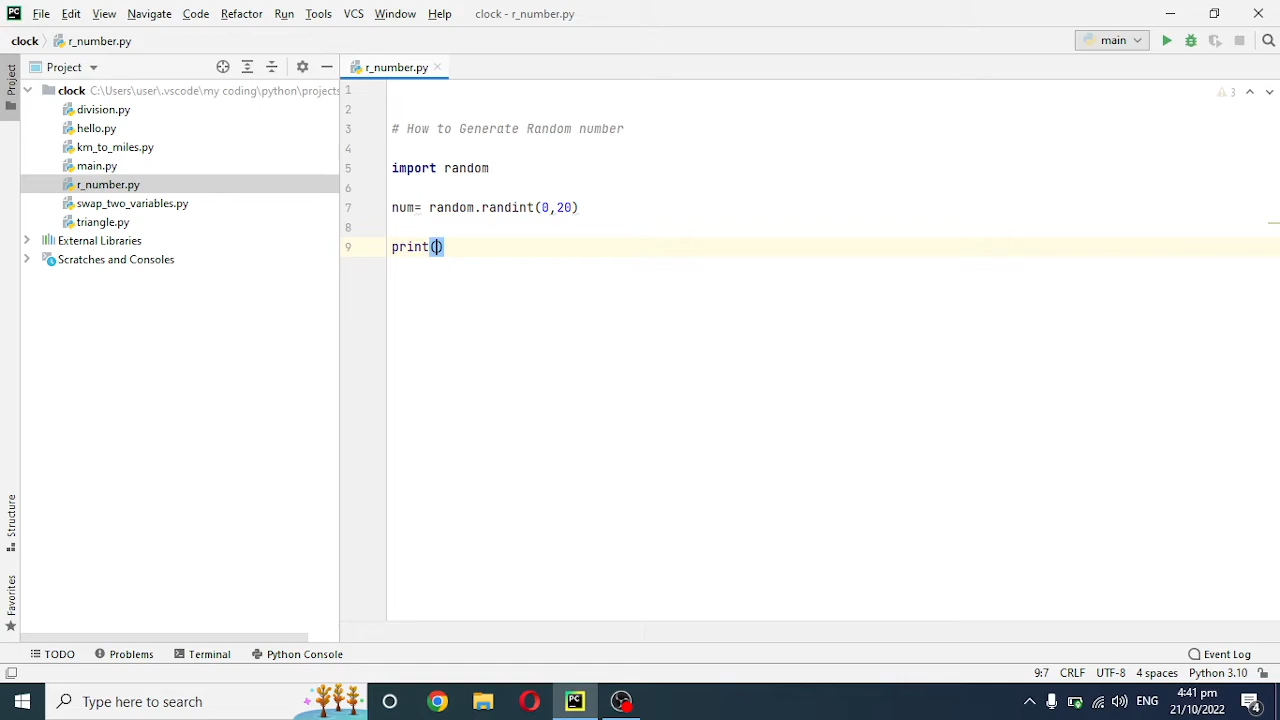 PC File Edit View Navigate Code Refactor Run Tools VCS Window Help clock - r_number.py
clock r_number.py main
Project Project r_number.py
1
clock C:\Users\user\.vscode\my coding\python\projects 3
division.py 2
hello.py 3 # How to Generate Random number
km_to_miles.py 4
main.py 5 import random
r_number.py 6
swap_two_variables.py 7 num= random.randint(0,20)
triangle.py 8
External Libraries 9 print()
Scratches and Consoles
Structure
Favorites
TODO Problems Terminal Python Console Event Log
9:7 CRLF UTF-8 4 spaces Python 3.10
Type here to search PC ENG 4:41 pm
21/10/2022 4